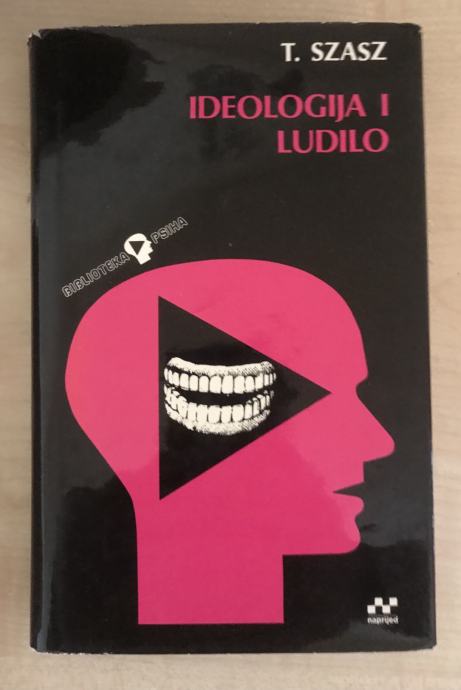 T. SZASZ
IDEOLOGIJA I
LUDILO
BIBLIOTEKA PSIHA
naprijed